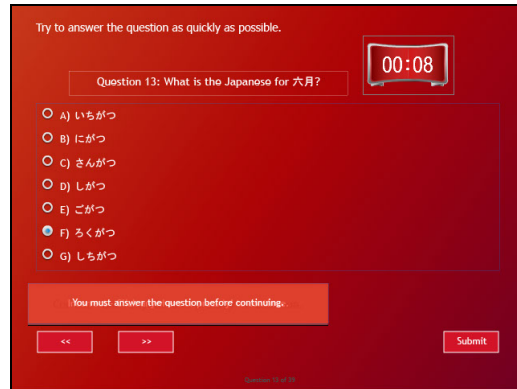 Try to answer the question as quickly as possible.
00:08
Question 13: What is the Japanese for 六月?
A) いちがつ
B) にがつ
C) さんがつ
D) しがつ
E) ごがつ
F) ろくがつ
G) しちがつ
You must answer the question before continuing.
<< >> Submit